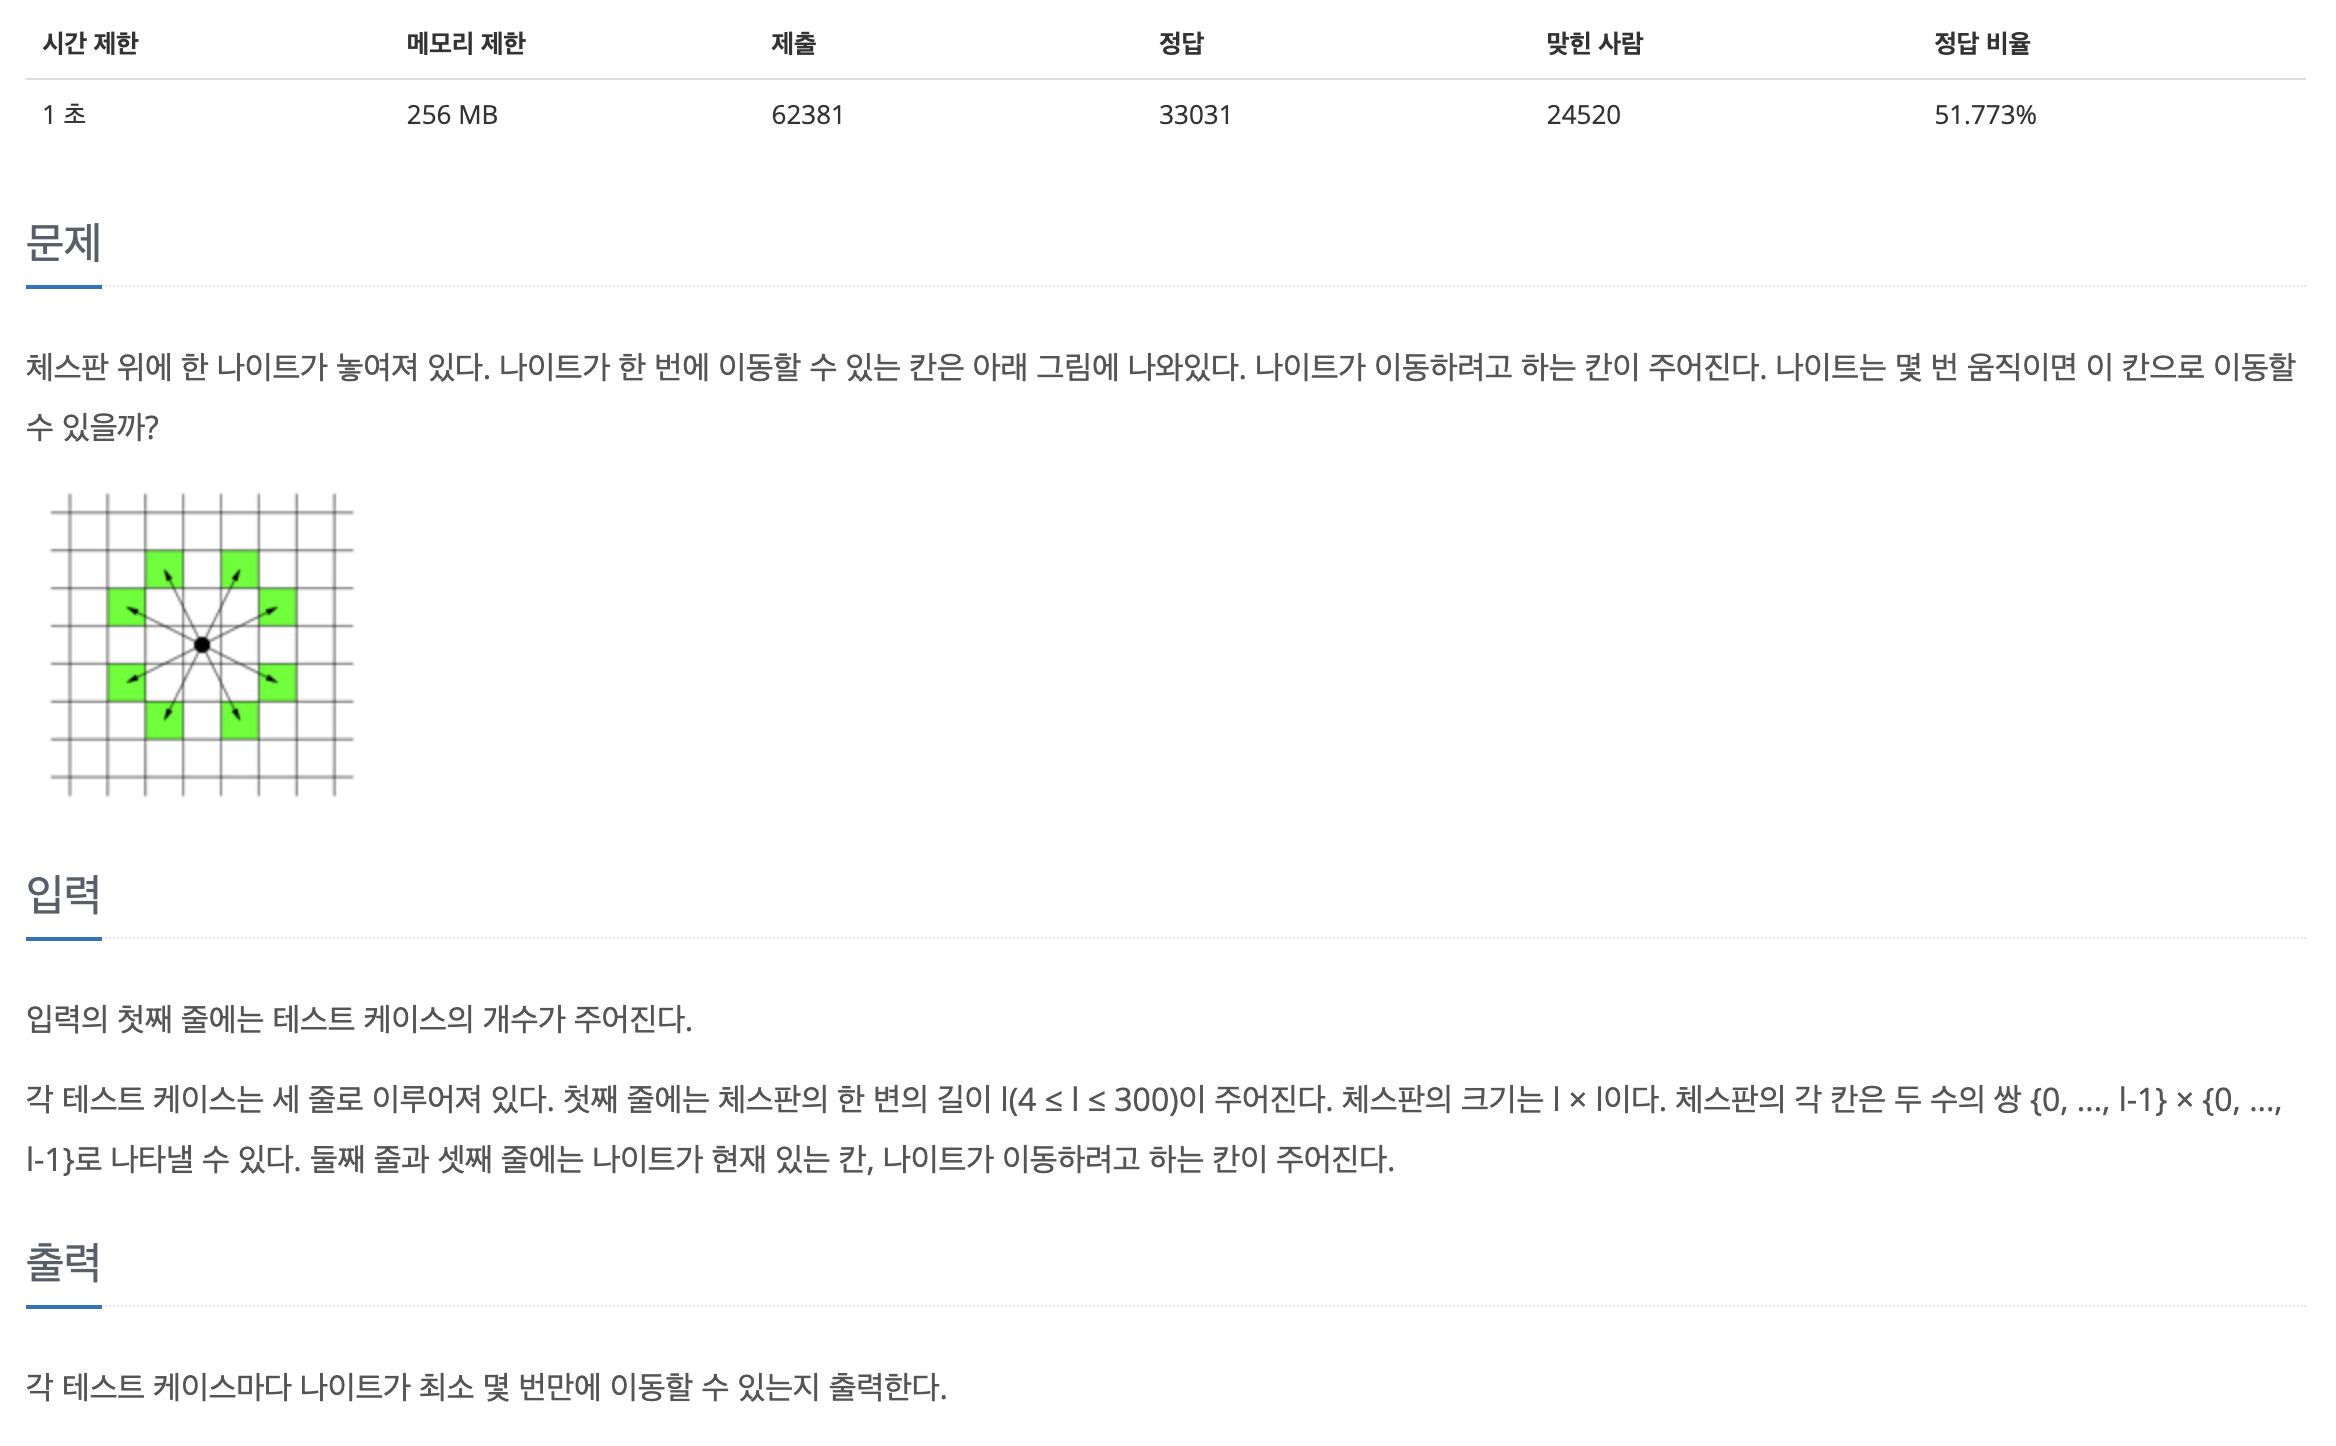 시간 제한 메모리 제한 제출 정답 맞힌 사람 정답 비율
1 초 256 MB 62381 33031 24520 51.773%
문제
체스판 위에 한 나이트가 놓여져 있다. 나이트가 한 번에 이동할 수 있는 칸은 아래 그림에 나와있다. 나이트가 이동하려고 하는 칸이 주어진다. 나이트는 몇 번 움직이면 이 칸으로 이동할
수 있을까?
입력
입력의 첫째 줄에는 테스트 케이스의 개수가 주어진다.
각 테스트 케이스는 세 줄로 이루어져 있다. 첫째 줄에는 체스판의 한 변의 길이 l(4 ≤ l ≤ 300)이 주어진다. 체스판의 크기는 l × l이다. 체스판의 각 칸은 두 수의 쌍 {0, ..., l-1} × {0, ...,
l-1}로 나타낼 수 있다. 둘째 줄과 셋째 줄에는 나이트가 현재 있는 칸, 나이트가 이동하려고 하는 칸이 주어진다.
출력
각 테스트 케이스마다 나이트가 최소 몇 번만에 이동할 수 있는지 출력한다.